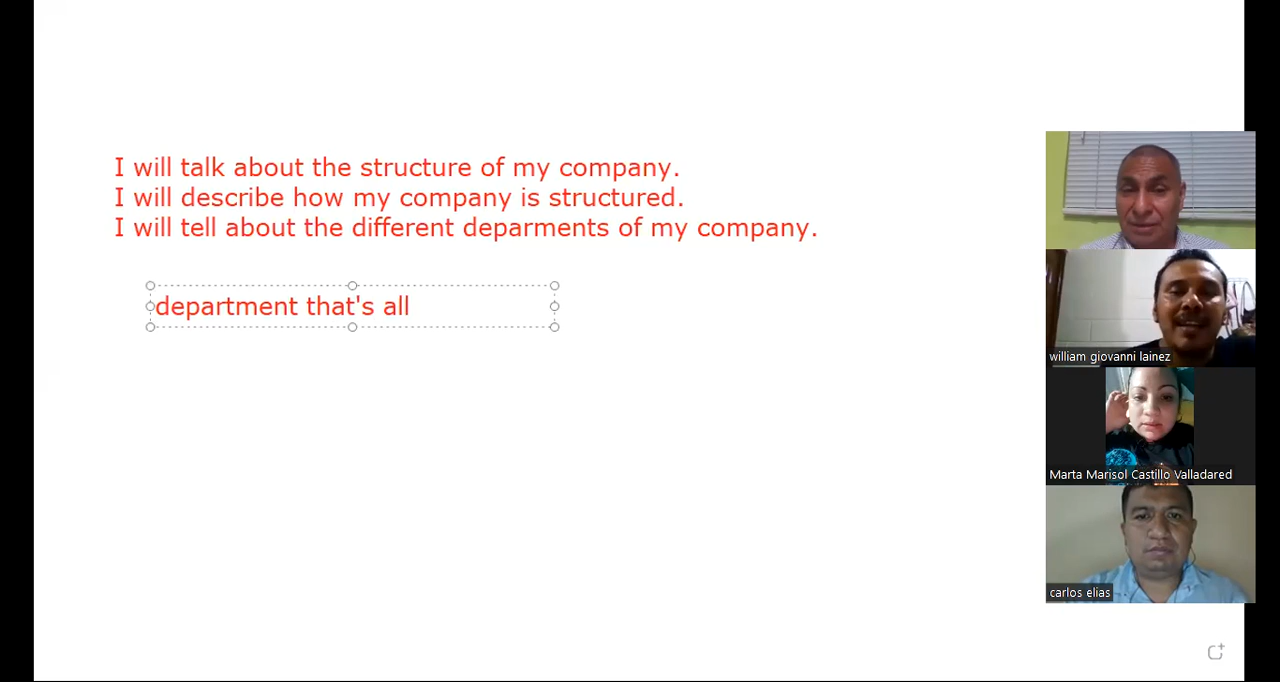 I will talk about the structure of my company.
I will describe how my company is structured.
I will tell about the different deparments of my company.
department that's all
william giovanni lainez
Marta Marisol Castillo Valladared
carlos elias